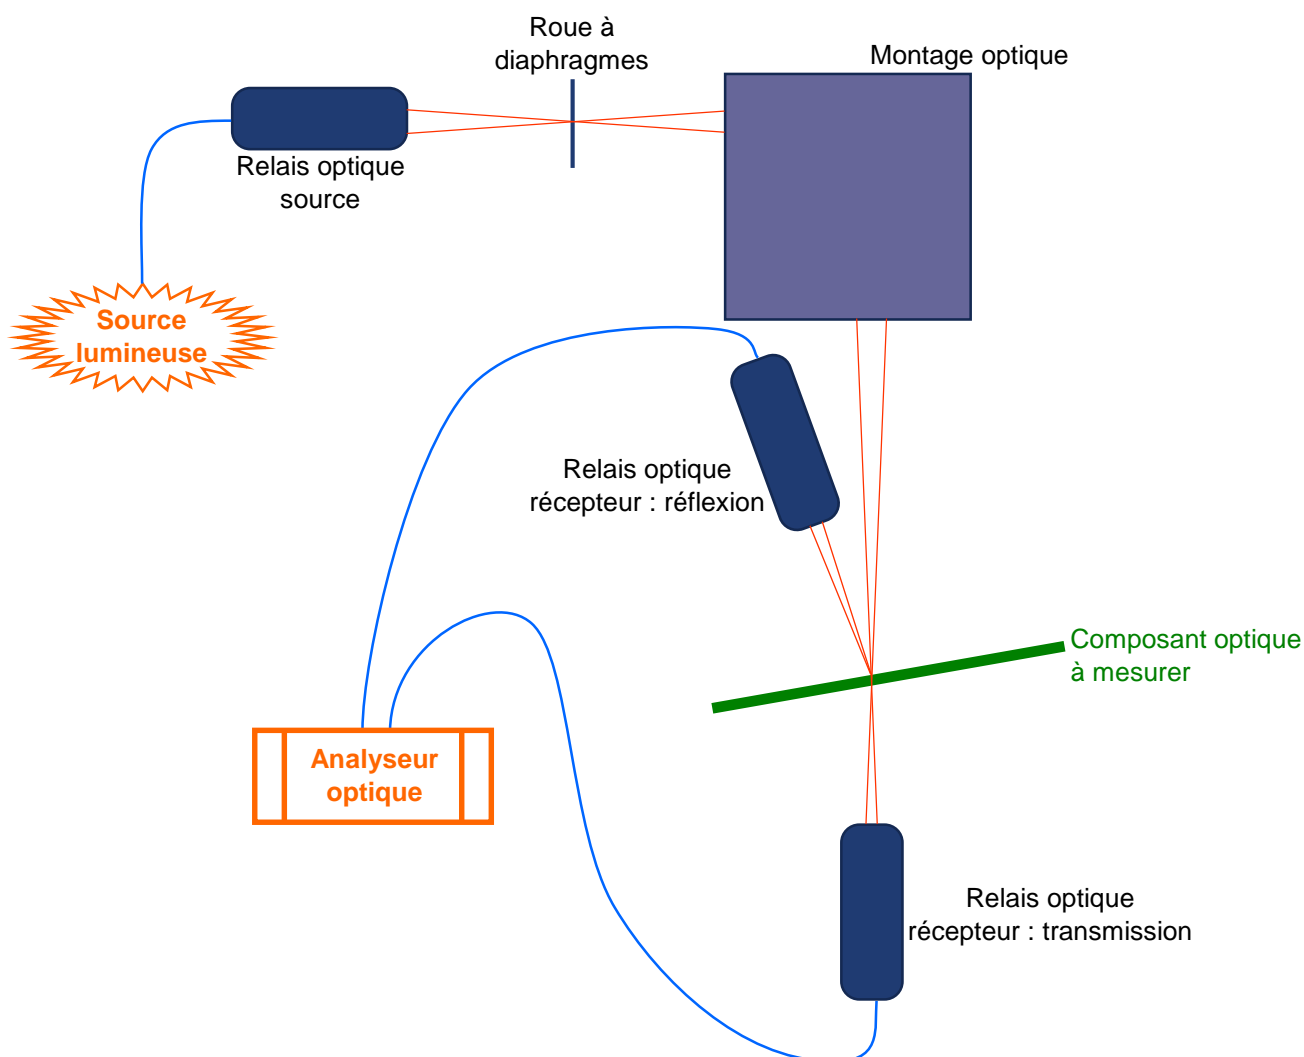 Roue à
diaphragmes
Montage optique
Relais optique
source
Source
lumineuse
Relais optique
récepteur : réflexion
Composant optique
à mesurer
Analyseur
optique
Relais optique
récepteur : transmission